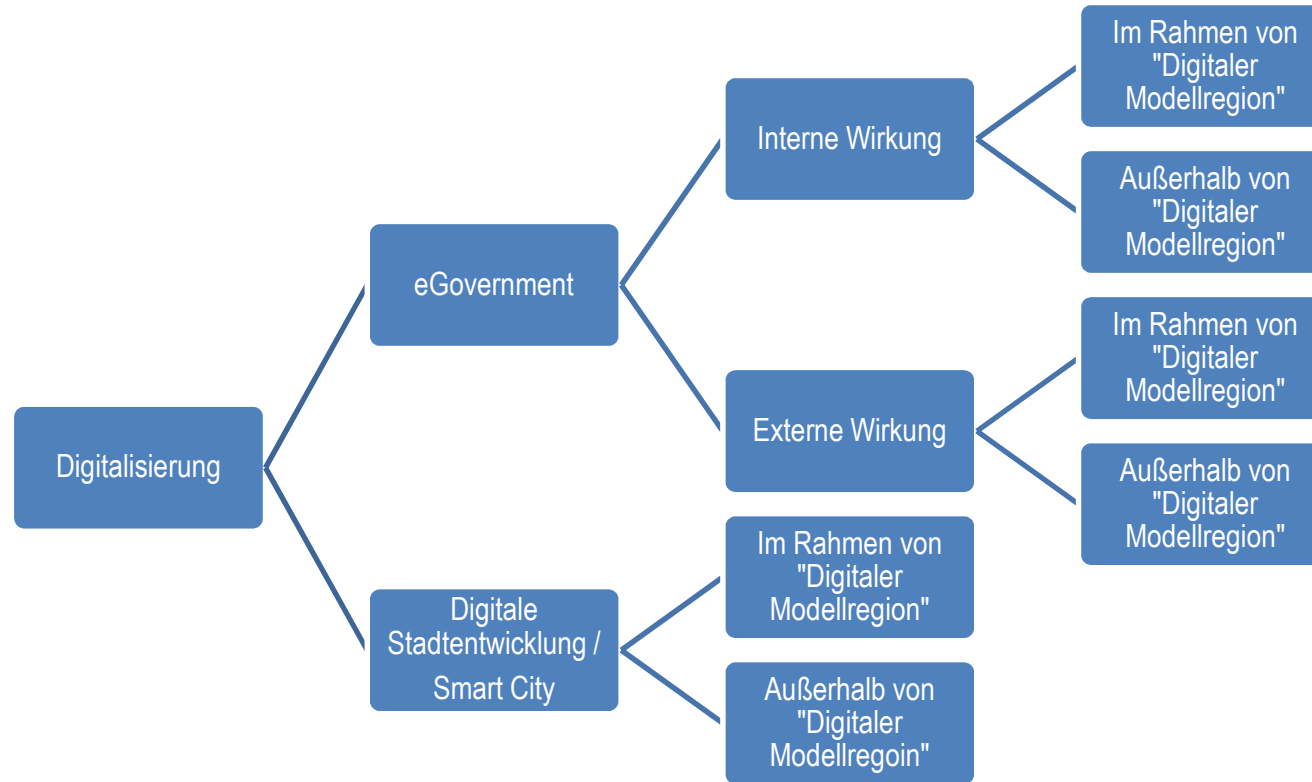 Digitalisierung
eGovernment
Interne Wirkung
Im Rahmen von
"Digitaler
Modellregion"
Außerhalb von
"Digitaler
Modellregion"
Externe Wirkung
Im Rahmen von
"Digitaler
Modellregion"
Außerhalb von
"Digitaler
Modellregion"
Digitale
Stadtentwicklung /
Smart City
Im Rahmen von
"Digitaler
Modellregion"
Außerhalb von
"Digitaler
Modellregoin"